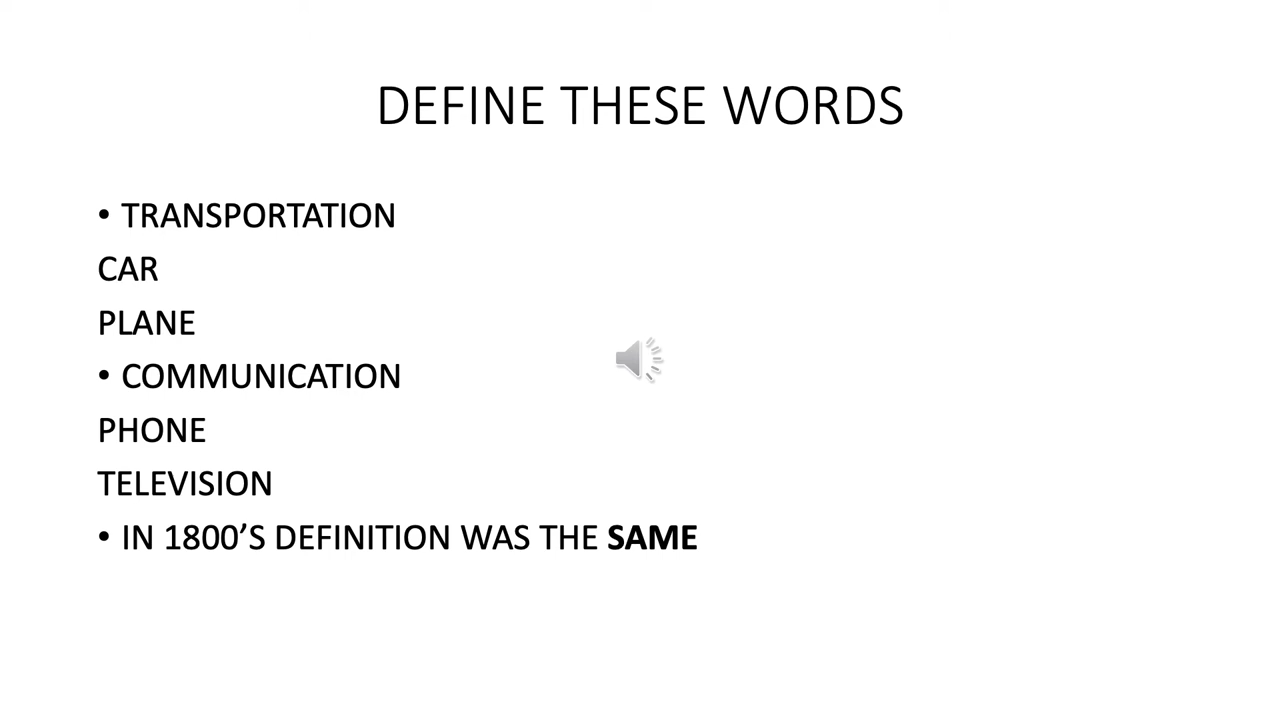 DEFINE THESE WORDS
• TRANSPORTATION
CAR
PLANE
• COMMUNICATION
PHONE
TELEVISION
• IN 1800’S DEFINITION WAS THE SAME